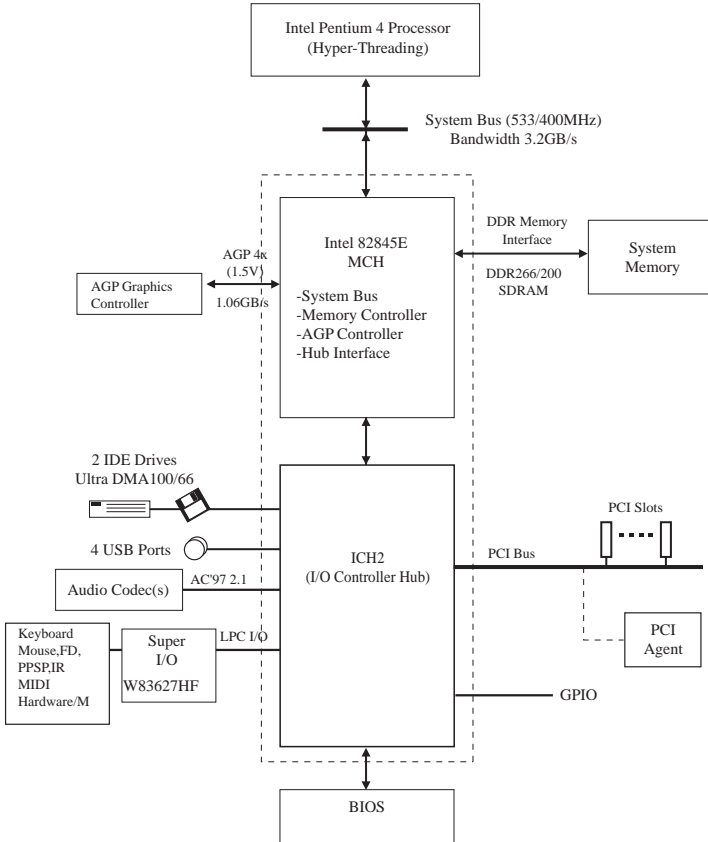 Intel Pentium 4 Processor
(Hyper-Threading)
System Bus (533/400MHz)
Bandwidth 3.2GB/s
Intel 82845E
MCH
-System Bus
-Memory Controller
-AGP Controller
-Hub Interface
AGP 4x
(1.5V)
1.06GB/s
AGP Graphics
Controller
DDR Memory
Interface
DDR266/200
SDRAM
System
Memory
2 IDE Drives
Ultra DMA100/66
4 USB Ports
Audio Codec(s)
AC'97 2.1
Keyboard
Mouse,FD,
PPSP,IR
MIDI
Hardware/M
Super
I/O
W83627HF
LPC I/O
ICH2
(I/O Controller Hub)
PCI Slots
PCI Bus
PCI
Agent
GPIO
BIOS